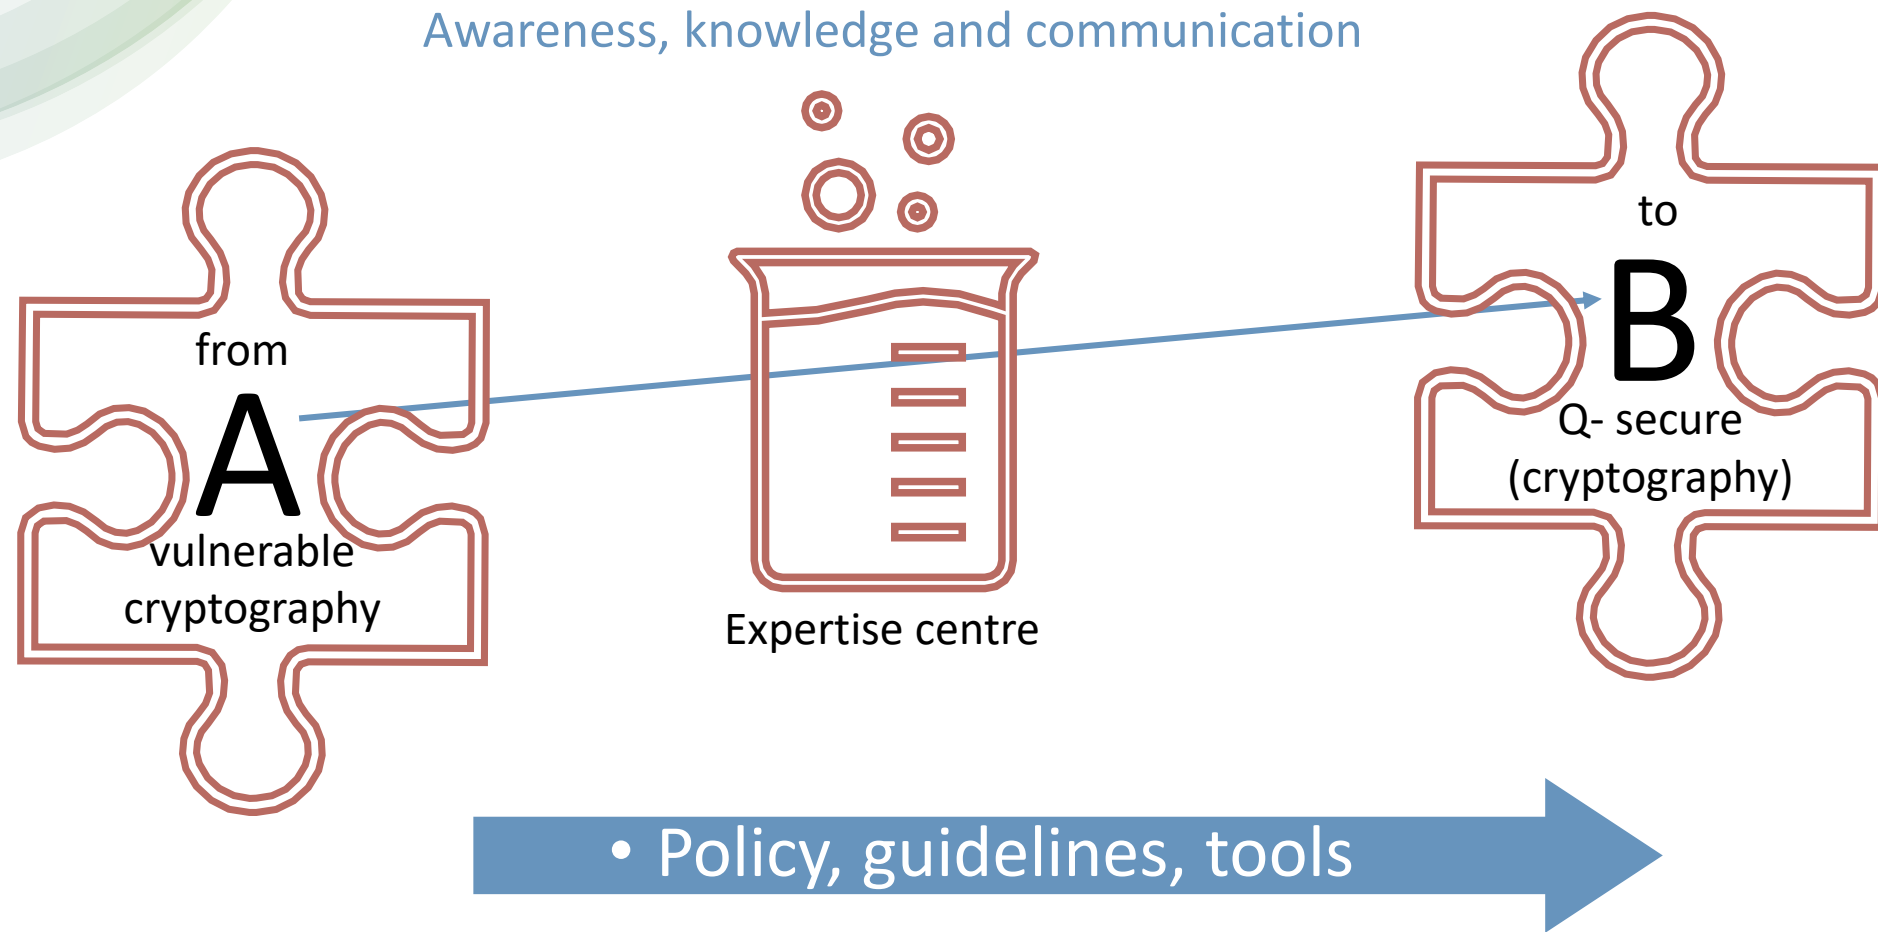 Awareness, knowledge and communication
from
A
vulnerable
cryptography
Expertise centre
to
B
Q- secure
(cryptography)
• Policy, guidelines, tools